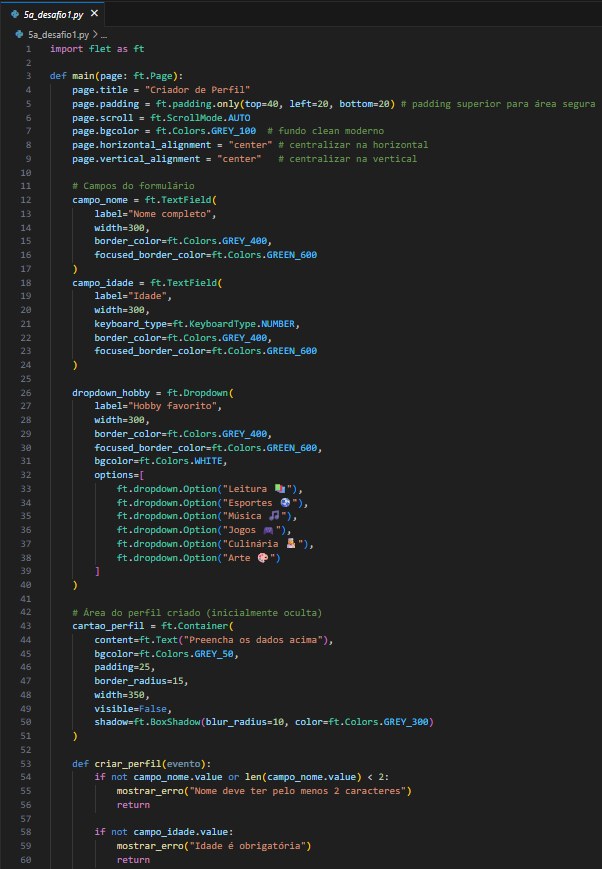 5a_desafio1.py ×
5a_desafio1.py > ...
1 import flet as ft
2
3 def main(page: ft.Page):
4     page.title = "Criador de Perfil"
5     page.padding = ft.padding.only(top=40, left=20, bottom=20) # padding superior para área segura
6     page.scroll = ft.ScrollMode.AUTO
7     page.bgcolor = ft.Colors.GREY_100  # fundo clean moderno
8     page.horizontal_alignment = "center" # centralizar na horizontal
9     page.vertical_alignment = "center"   # centralizar na vertical
10
11     # Campos do formulário
12     campo_nome = ft.TextField(
13         label="Nome completo",
14         width=300,
15         border_color=ft.Colors.GREY_400,
16         focused_border_color=ft.Colors.GREEN_600
17     )
18     campo_idade = ft.TextField(
19         label="Idade",
20         width=300,
21         keyboard_type=ft.KeyboardType.NUMBER,
22         border_color=ft.Colors.GREY_400,
23         focused_border_color=ft.Colors.GREEN_600
24     )
25
26     dropdown_hobby = ft.Dropdown(
27         label="Hobby favorito",
28         width=300,
29         border_color=ft.Colors.GREY_400,
30         focused_border_color=ft.Colors.GREEN_600,
31         bgcolor=ft.Colors.WHITE,
32         options=[
33             ft.dropdown.Option("Leitura 📚"),
34             ft.dropdown.Option("Esportes ⚽"),
35             ft.dropdown.Option("Música 🎵"),
36             ft.dropdown.Option("Jogos 🎮"),
37             ft.dropdown.Option("Culinária 👨‍🍳"),
38             ft.dropdown.Option("Arte 🎨")
39         ]
40     )
41
42     # Área do perfil criado (inicialmente oculta)
43     cartao_perfil = ft.Container(
44         content=ft.Text("Preencha os dados acima"),
45         bgcolor=ft.Colors.GREY_50,
46         padding=25,
47         border_radius=15,
48         width=350,
49         visible=False,
50         shadow=ft.BoxShadow(blur_radius=10, color=ft.Colors.GREY_300)
51     )
52
53     def criar_perfil(evento):
54         if not campo_nome.value or len(campo_nome.value) < 2:
55             mostrar_erro("Nome deve ter pelo menos 2 caracteres")
56             return
57
58         if not campo_idade.value:
59             mostrar_erro("Idade é obrigatória")
60             return